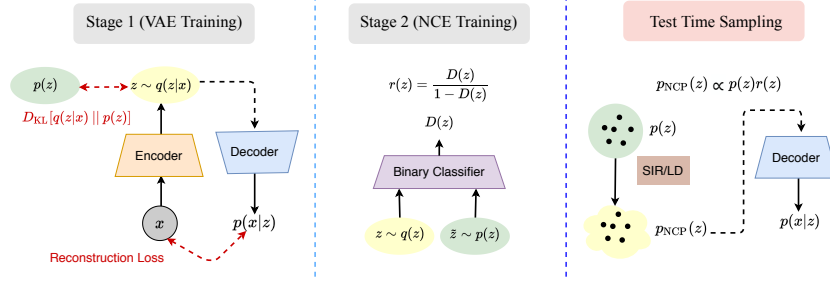 Stage 1 (VAE Training)
p(z)
z ∼ q(z|x)
D_KL[q(z|x) || p(z)]
Encoder
Decoder
x
p(x|z)
Reconstruction Loss
Stage 2 (NCE Training)
r(z) = D(z) / (1 − D(z))
D(z)
Binary Classifier
z ∼ q(z)
z̄ ∼ p(z)
Test Time Sampling
p_NCP(z) ∝ p(z)r(z)
p(z)
SIR/LD
Decoder
p_NCP(z)
p(x|z)